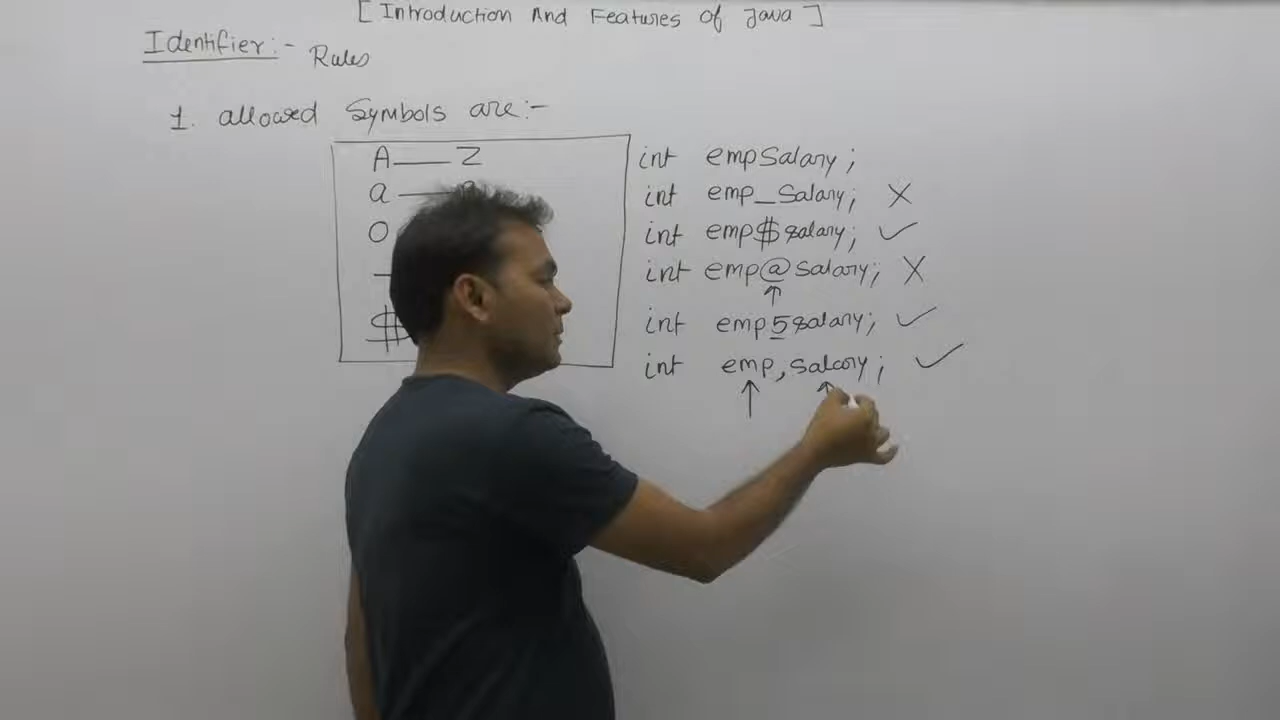 [ Introduction And Features of Java ]
Identifier:- Rules
1. allowed Symbols are:-
A — Z
a —
0
_
$
int empSalary;
int emp_Salary; X
int emp$salary; ✓
int emp@salary; X
↑
int emp5salary; ✓
int emp,salary; ✓
↑ ↑